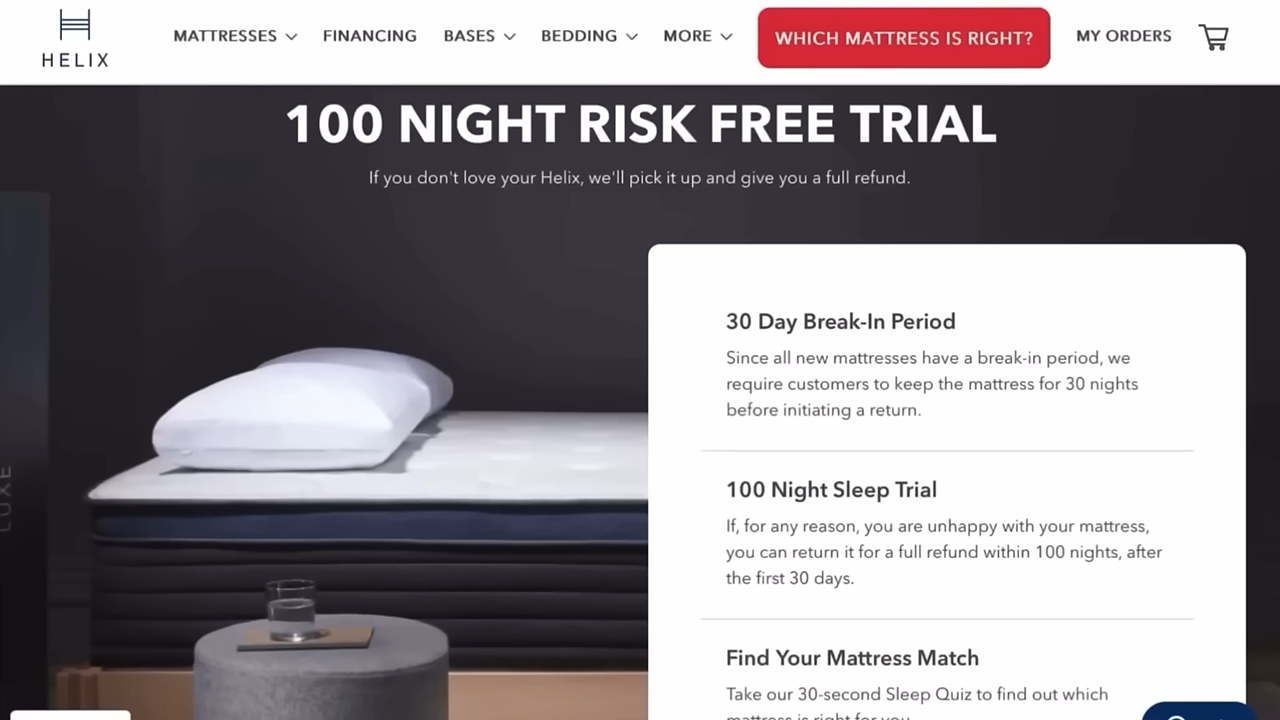 HELIX
MATTRESSES
FINANCING
BASES
BEDDING
MORE
WHICH MATTRESS IS RIGHT?
MY ORDERS
100 NIGHT RISK FREE TRIAL
If you don't love your Helix, we'll pick it up and give you a full refund.
30 Day Break-In Period
Since all new mattresses have a break-in period, we
require customers to keep the mattress for 30 nights
before initiating a return.
100 Night Sleep Trial
If, for any reason, you are unhappy with your mattress,
you can return it for a full refund within 100 nights, after
the first 30 days.
Find Your Mattress Match
Take our 30-second Sleep Quiz to find out which
mattress is right for you.
LUXE